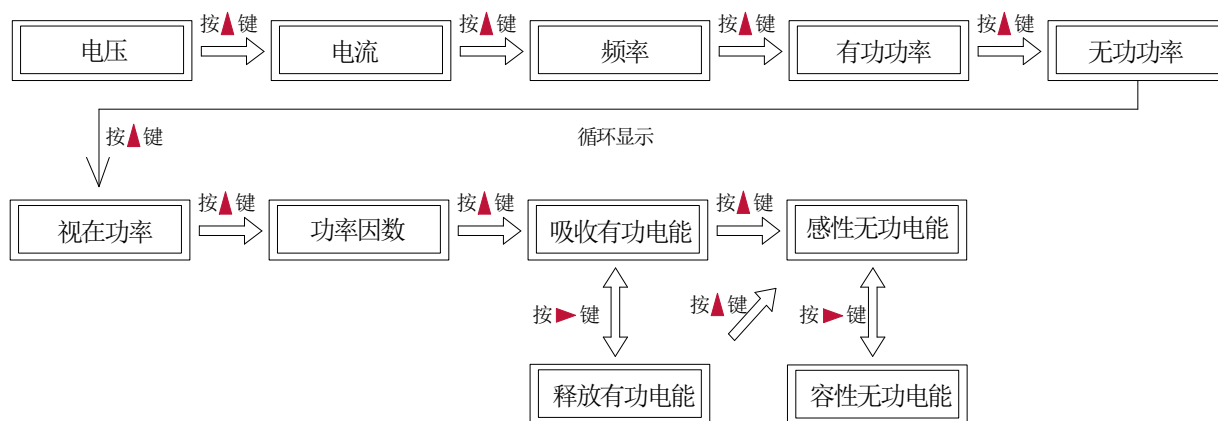 按▲键 按▲键 按▲键 按▲键
电压 电流 频率 有功功率 无功功率
按▲键 循环显示
按▲键 按▲键 按▲键
视在功率 功率因数 吸收有功电能 感性无功电能
按▶键 按▲键 按▶键
释放有功电能 容性无功电能